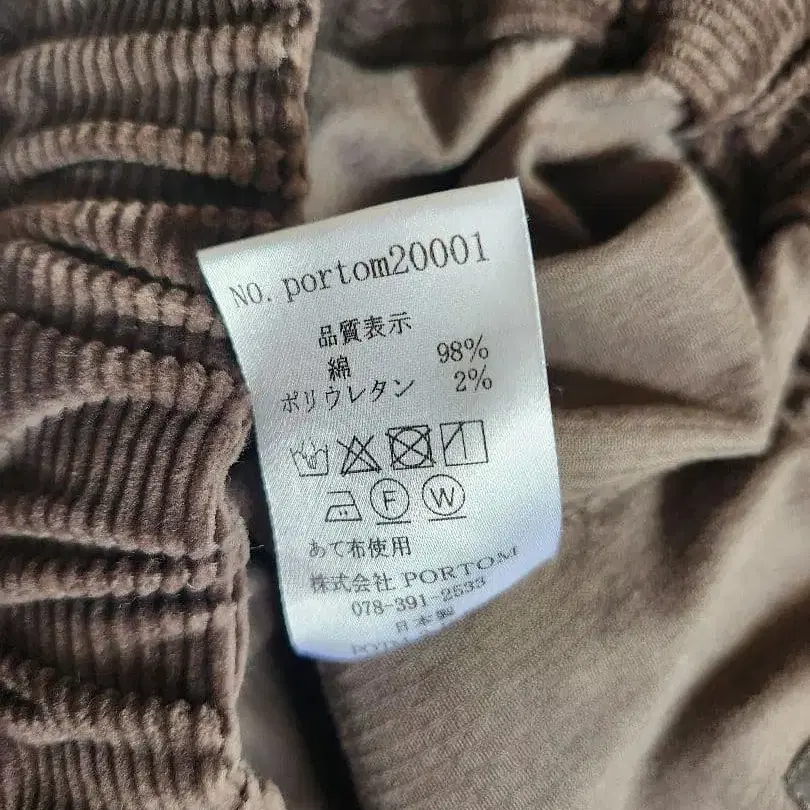 NO. portom20001
品質表示
綿 98%
ポリウレタン 2%
F W
あて布使用
株式会社 PORTOM
078-391-2533
日本製